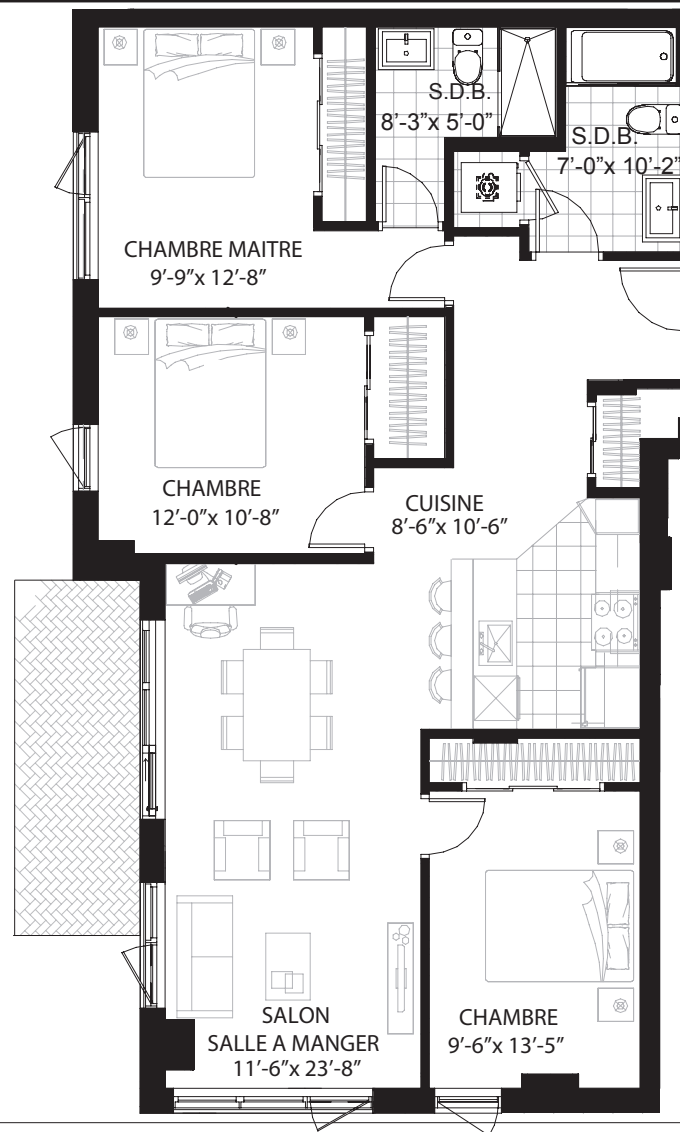 S.D.B.
8'-3"x 5'-0"
S.D.B.
7'-0"x 10'-2"
CHAMBRE MAITRE
9'-9"x 12'-8"
CHAMBRE
12'-0"x 10'-8"
CUISINE
8'-6"x 10'-6"
SALON
SALLE A MANGER
11'-6"x 23'-8"
CHAMBRE
9'-6"x 13'-5"